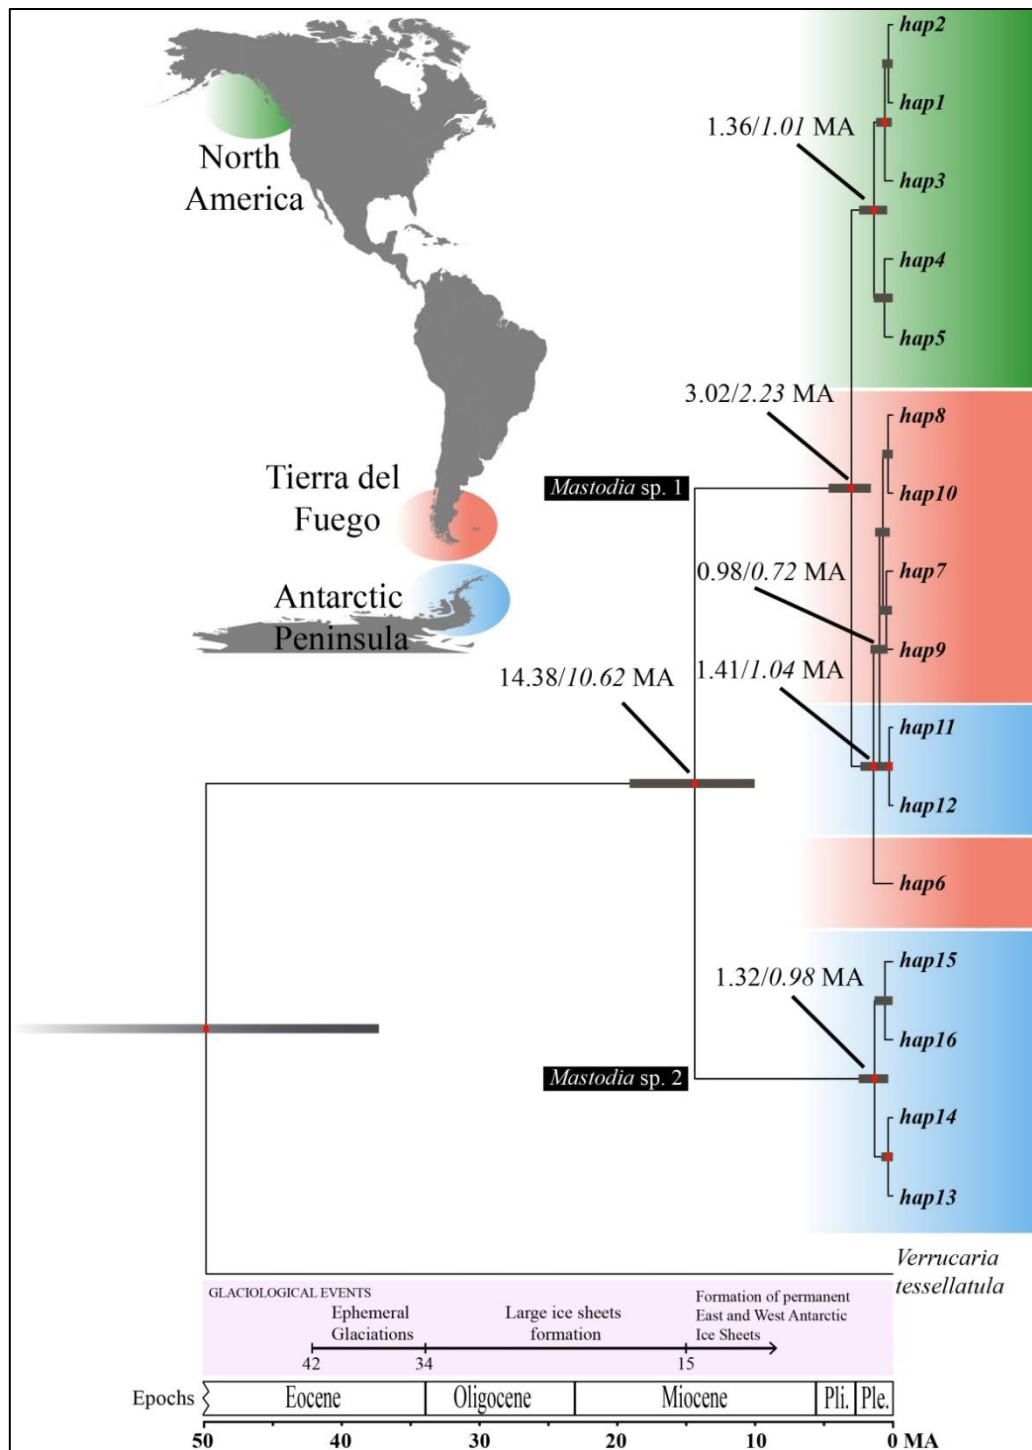 hap2
hap1
1.36/1.01 MA
North
America
hap3
hap4
hap5
3.02/2.23 MA
hap8
Tierra del
Fuego
Mastodia sp. 1
hap10
Antarctic
Peninsula
0.98/0.72 MA
hap7
hap9
14.38/10.62 MA
1.41/1.04 MA
hap11
hap12
hap6
hap15
1.32/0.98 MA
hap16
Mastodia sp. 2
hap14
hap13
Verrucaria
tessellatula
GLACIOLOGICAL EVENTS
Ephemeral
Glaciations
Large ice sheets
formation
Formation of permanent
East and West Antarctic
Ice Sheets
42 34 15
Epochs Eocene Oligocene Miocene Pli. Ple.
50 40 30 20 10 0 MA